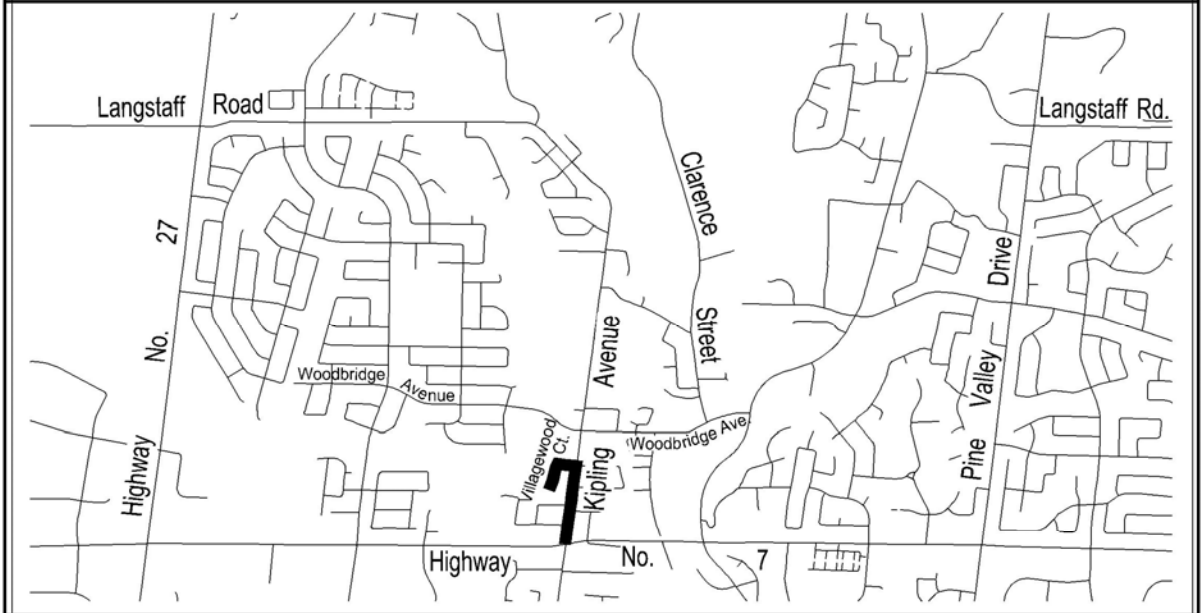 Langstaff Road
Langstaff Rd.
Clarence
Street
Highway No. 27
Pine Valley Drive
Kipling Avenue
Woodbridge Avenue
Woodbridge Ave.
Villagewood
Ct.
Highway No. 7